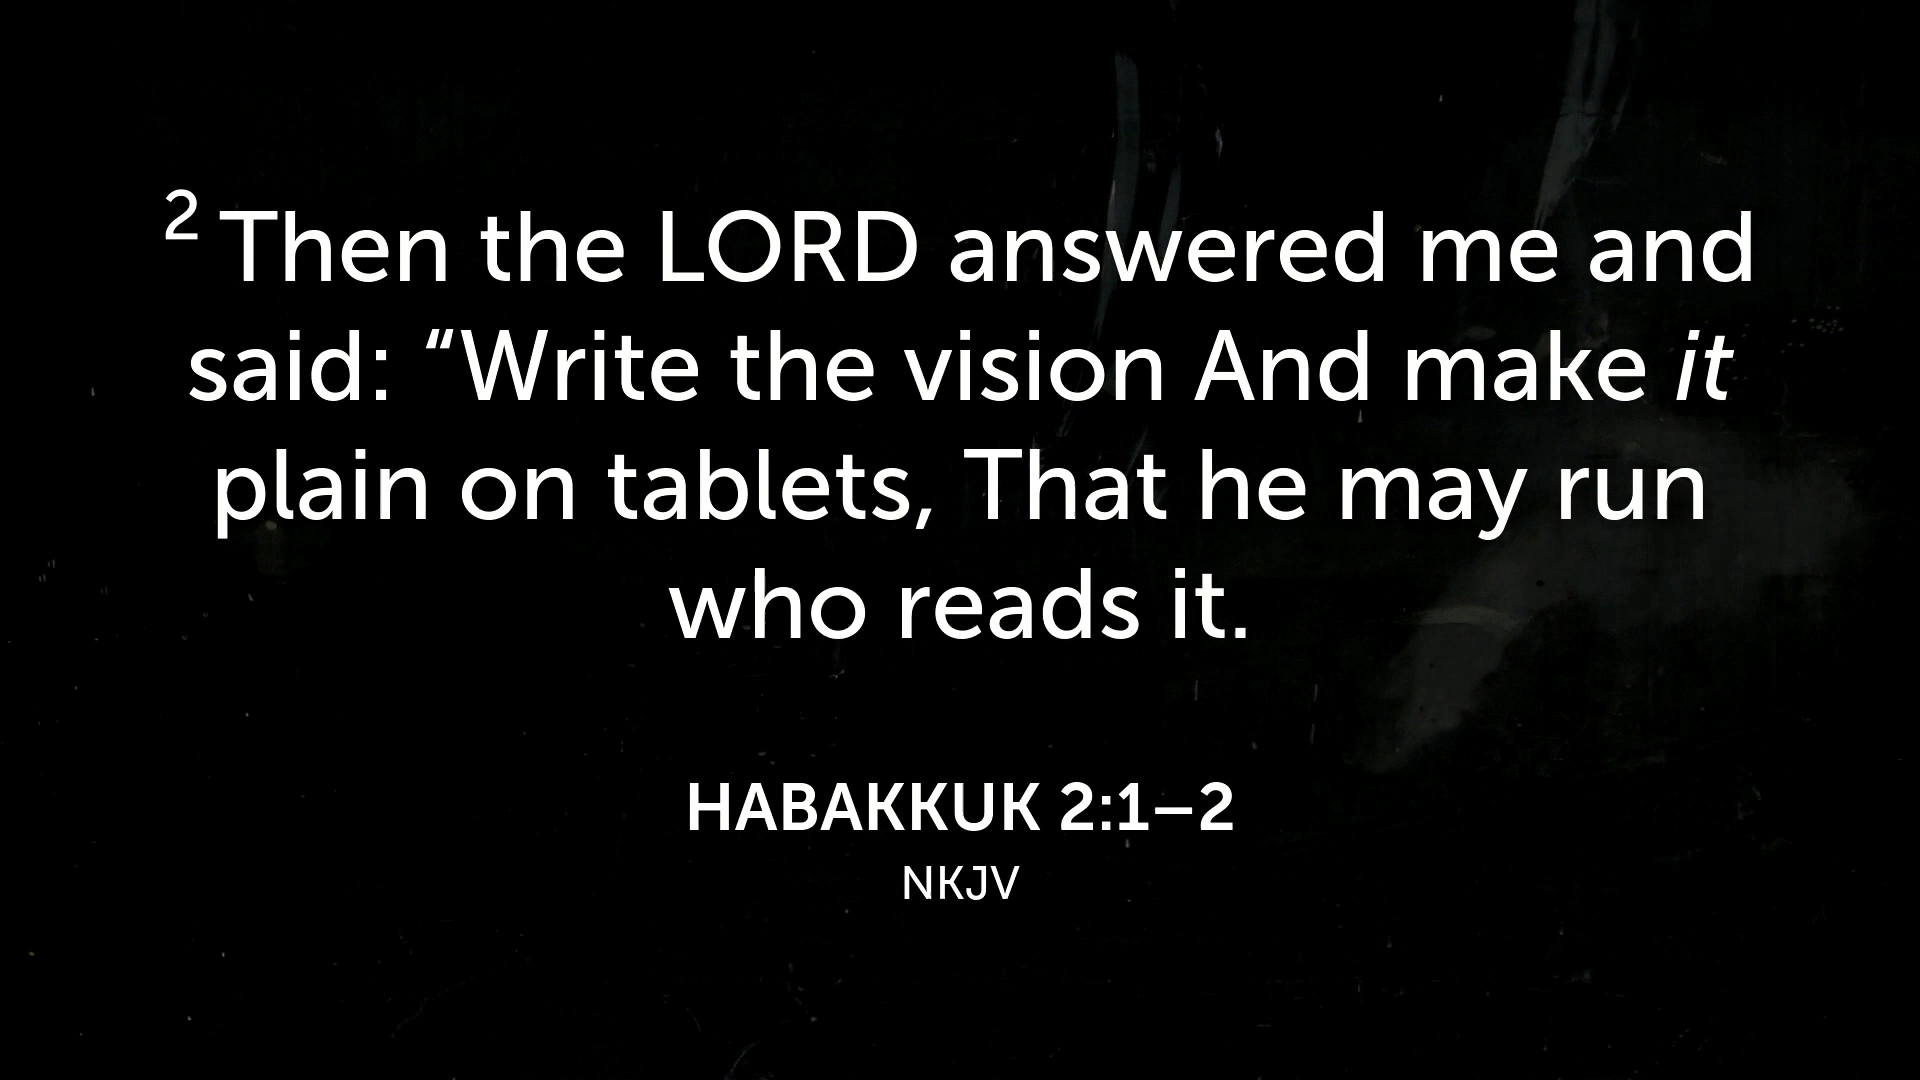 2 Then the LORD answered me and
said: “Write the vision And make it
plain on tablets, That he may run
who reads it.
HABAKKUK 2:1–2
NKJV